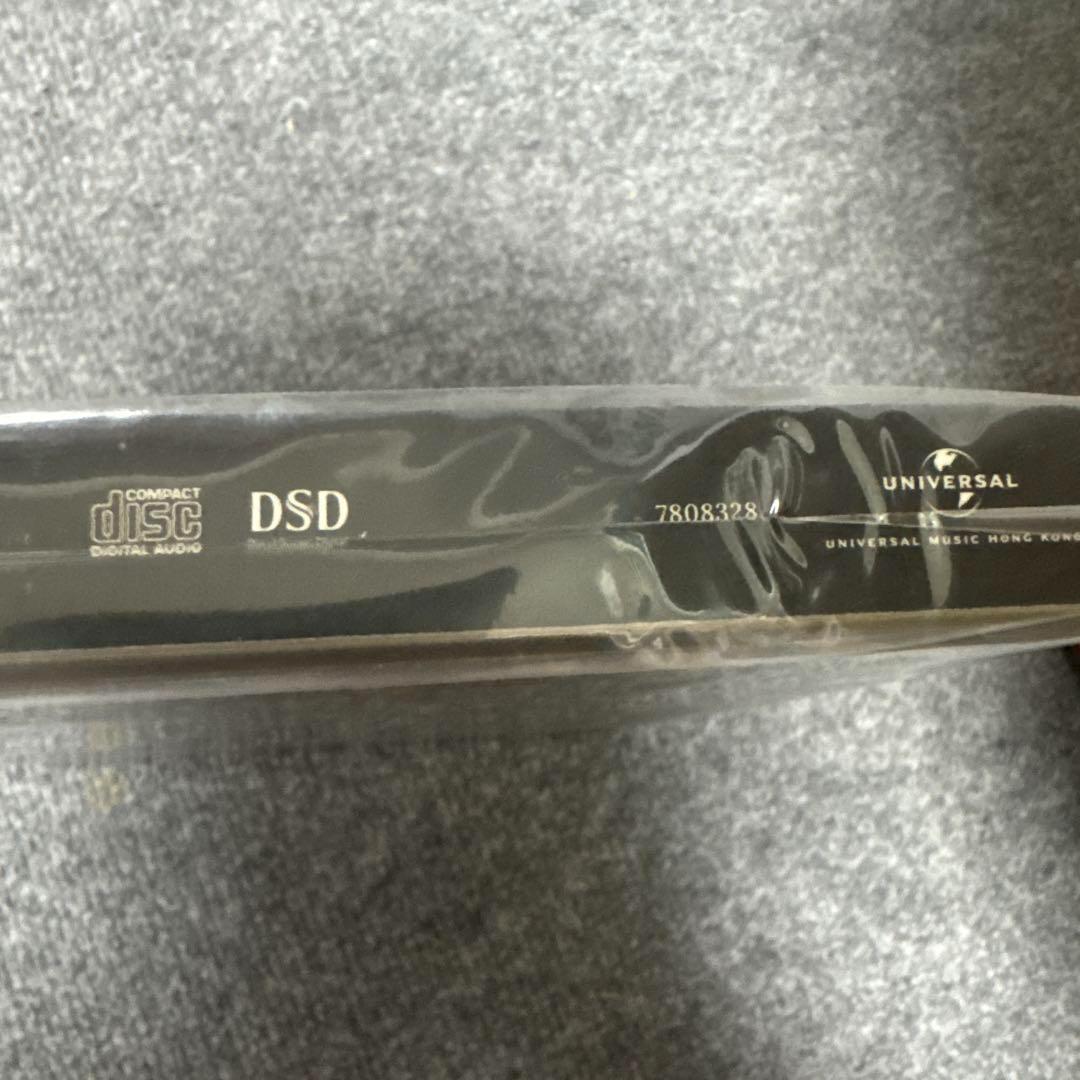 COMPACT
disc
DIGITAL AUDIO
DSD
7808328
UNIVERSAL
UNIVERSAL MUSIC HONG KONG